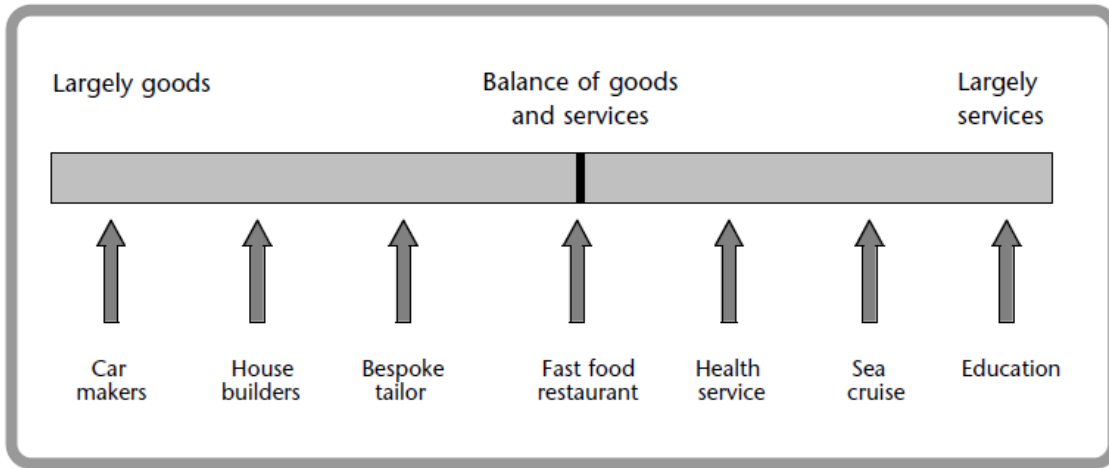 Largely goods
Balance of goods
and services
Largely
services
Car
makers
House
builders
Bespoke
tailor
Fast food
restaurant
Health
service
Sea
cruise
Education